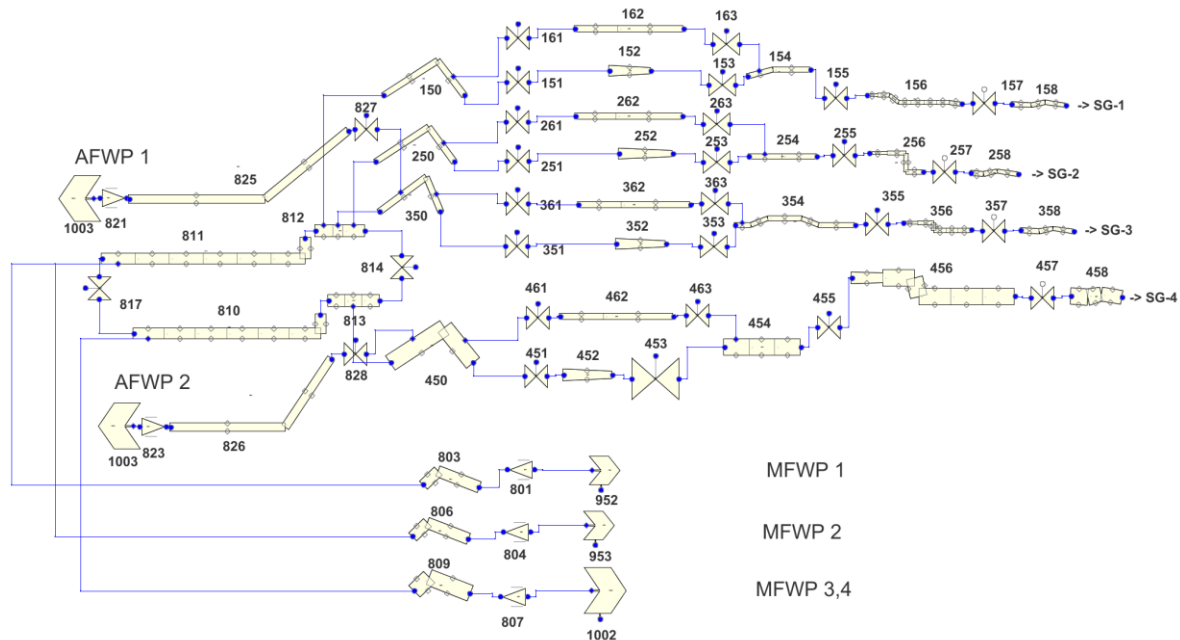 162 163
161
152 153 154 155 156 157 158
150 151
-> SG-1
827 262 263
261
AFWP 1 250 252 253 254 255 256 257 258
251
-> SG-2
825
1003 821
812 350 361 362 363 354 355 356 357 358
-> SG-3
811 351 352 353
814
817 810 813
461 462 463 454 455 456 457 458
-> SG-4
453
828 450 451 452
AFWP 2
1003 823 826
803 801 952 MFWP 1
806 804 953 MFWP 2
809 807 1002 MFWP 3,4